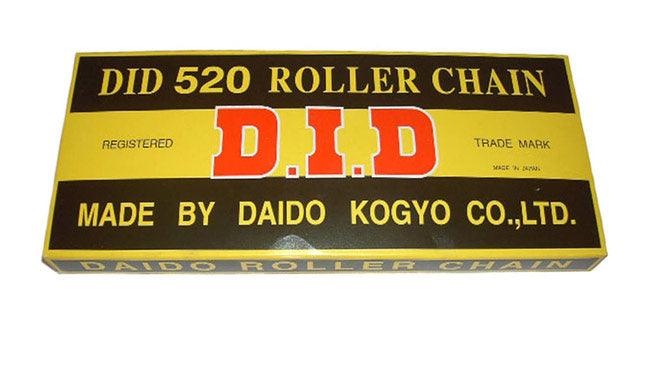 DID 520 ROLLER CHAIN
REGISTERED D.I.D TRADE MARK
MADE IN JAPAN
MADE BY DAIDO KOGYO CO.,LTD.
DAIDO ROLLER CHAIN